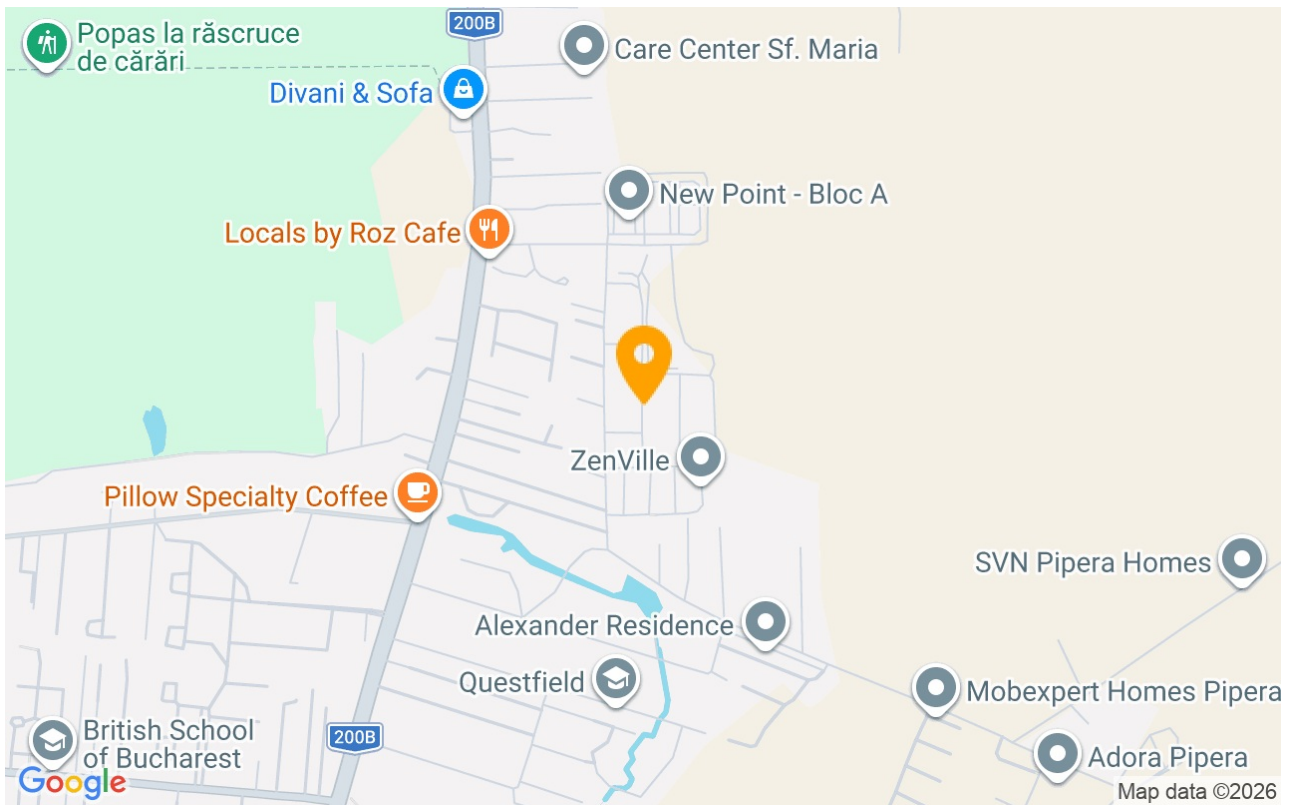 Popas la răscruce
de cărări
200B
Care Center Sf. Maria
Divani & Sofa
New Point - Bloc A
Locals by Roz Cafe
ZenVille
Pillow Specialty Coffee
SVN Pipera Homes
Alexander Residence
Questfield
Mobexpert Homes Pipera
British School
of Bucharest
200B
Adora Pipera
Google
Map data ©2026